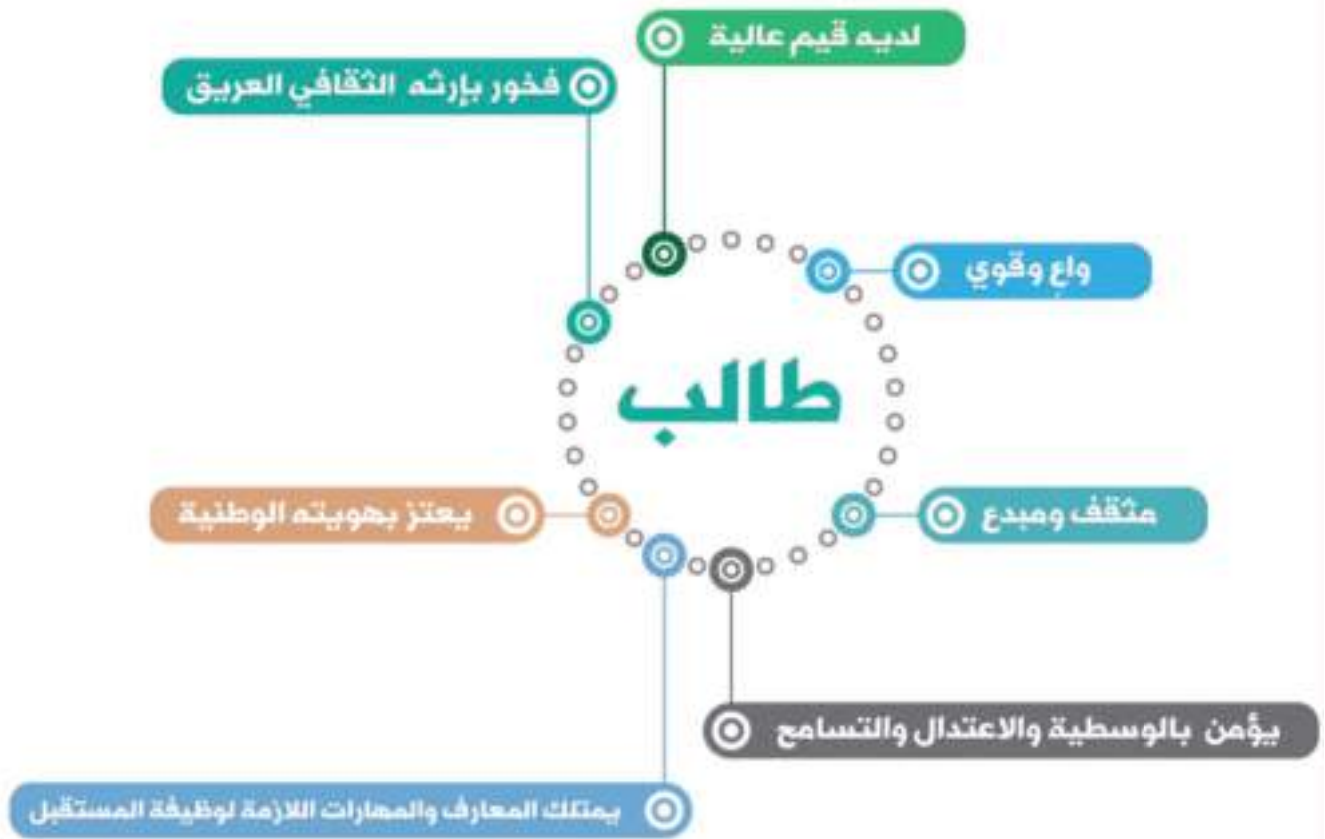 لديه قيم عالية
فخور بإرثه الثقافي العريق
واعٍ وقوي
طالب
مثقف ومبدع
يعتز بهويته الوطنية
يؤمن بالوسطية والاعتدال والتسامح
يمتلك المعارف والمهارات اللازمة لوظيفة المستقبل